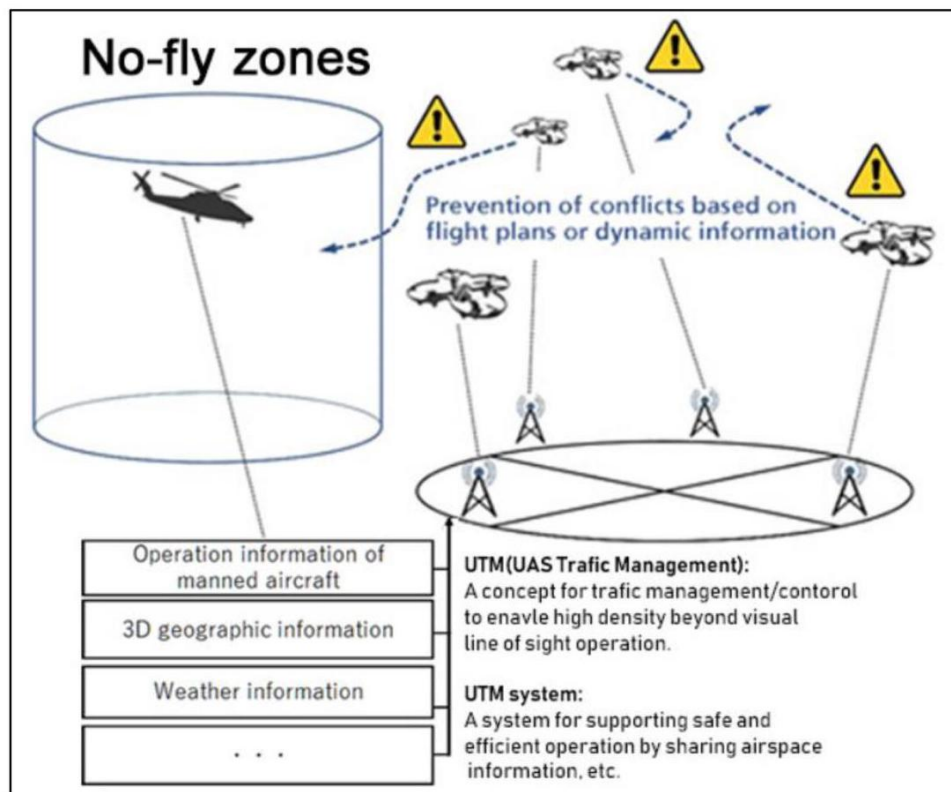 No-fly zones
Prevention of conflicts based on
flight plans or dynamic information
Operation information of
manned aircraft
3D geographic information
Weather information
· · ·
UTM(UAS Trafic Management):
A concept for trafic management/contorol
to enavle high density beyond visual
line of sight operation.
UTM system:
A system for supporting safe and
efficient operation by sharing airspace
information, etc.